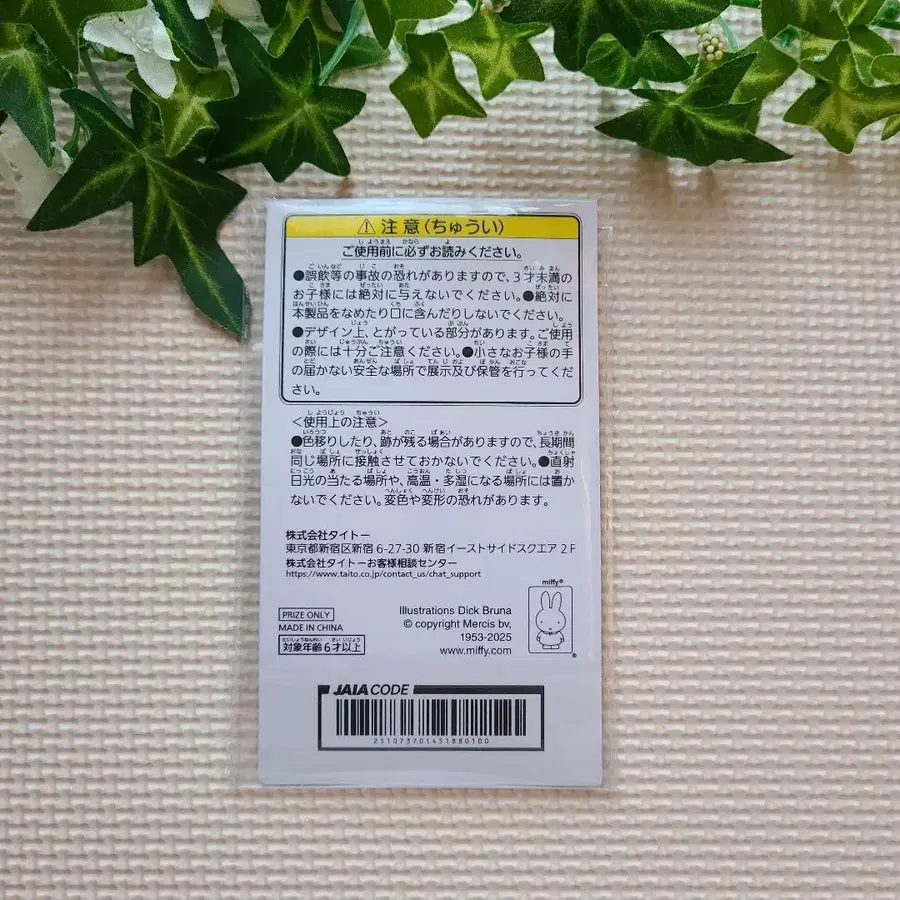 ⚠ 注意(ちゅうい)
ご使用前に必ずお読みください。
●誤飲等の事故の恐れがありますので、3才未満の
お子様には絶対に与えないでください。●絶対に
本製品をなめたり口に含んだりしないでください。
●デザイン上、とがっている部分があります。ご使用
の際には十分ご注意ください。●小さなお子様の手
の届かない安全な場所で展示及び保管を行ってくだ
さい。
<使用上の注意>
●色移りしたり、跡が残る場合がありますので、長期間
同じ場所に接触させておかないでください。●直射
日光の当たる場所や、高温・多湿になる場所には置か
ないでください。変色や変形の恐れがあります。
株式会社タイトー
東京都新宿区新宿 6-27-30 新宿イーストサイドスクエア 2F
株式会社タイトーお客様相談センター
https://www.taito.co.jp/contact_us/chat_support
PRIZE ONLY
MADE IN CHINA
対象年齢6才以上
Illustrations Dick Bruna
© copyright Mercis bv,
1953-2025
www.miffy.com
miffy®
®
JAIA CODE
251073701451880100